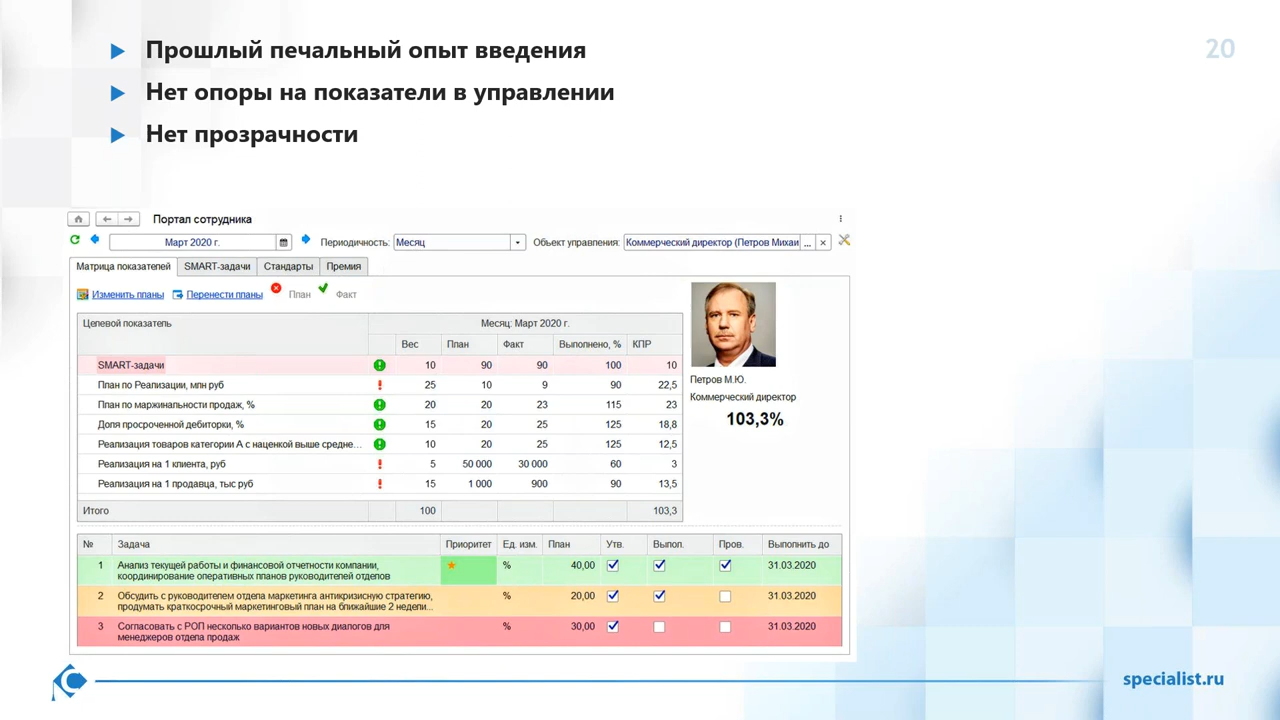 20
Прошлый печальный опыт введения
Нет опоры на показатели в управлении
Нет прозрачности
Портал сотрудника
Март 2020 г. Периодичность: Месяц Объект управления: Коммерческий директор (Петров Михаи ...
Матрица показателей SMART-задачи Стандарты Премия
Изменить планы Перенести планы План Факт
Целевой показатель Месяц: Март 2020 г.
Вес План Факт Выполнено, % КПР
SMART-задачи 10 90 90 100 10
План по Реализации, млн руб 25 10 9 90 22,5
План по маржинальности продаж, % 20 20 23 115 23
Доля просроченной дебиторки, % 15 20 25 125 18,8
Реализация товаров категории А с наценкой выше средне... 10 20 25 125 12,5
Реализация на 1 клиента, руб 5 50 000 30 000 60 3
Реализация на 1 продавца, тыс руб 15 1 000 900 90 13,5
Итого 100 103,3
Петров М.Ю.
Коммерческий директор
103,3%
№ Задача Приоритет Ед. изм. План Утв. Выпол. Пров. Выполнить до
1 Анализ текущей работы и финансовой отчетности компании, % 40,00 31.03.2020
координирование оперативных планов руководителей отделов
2 Обсудить с руководителем отдела маркетинга антикризисную стратегию, % 20,00 31.03.2020
продумать краткосрочный маркетинговый план на ближайшие 2 недели...
3 Согласовать с РОП несколько вариантов новых диалогов для % 30,00 31.03.2020
менеджеров отдела продаж
specialist.ru